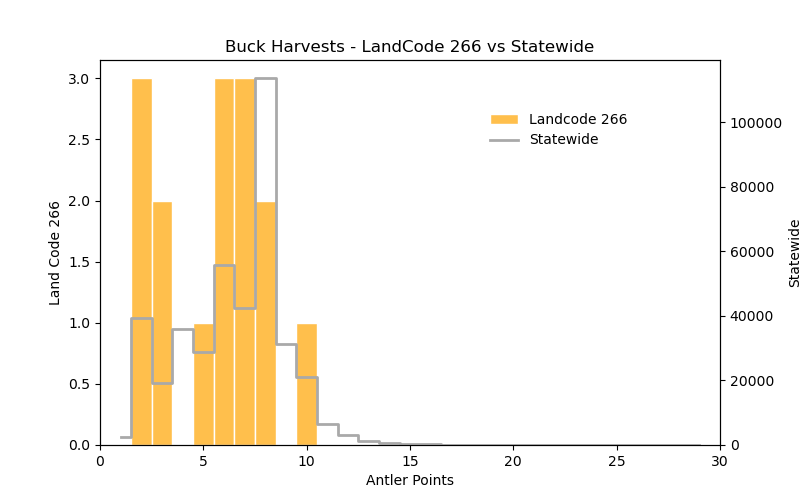 Buck Harvests - LandCode 266 vs Statewide
Land Code 266
3.0
2.5
2.0
1.5
1.0
0.5
0.0
Landcode 266
Statewide
100000
80000
60000
40000
20000
0
Statewide
0 5 10 15 20 25 30
Antler Points